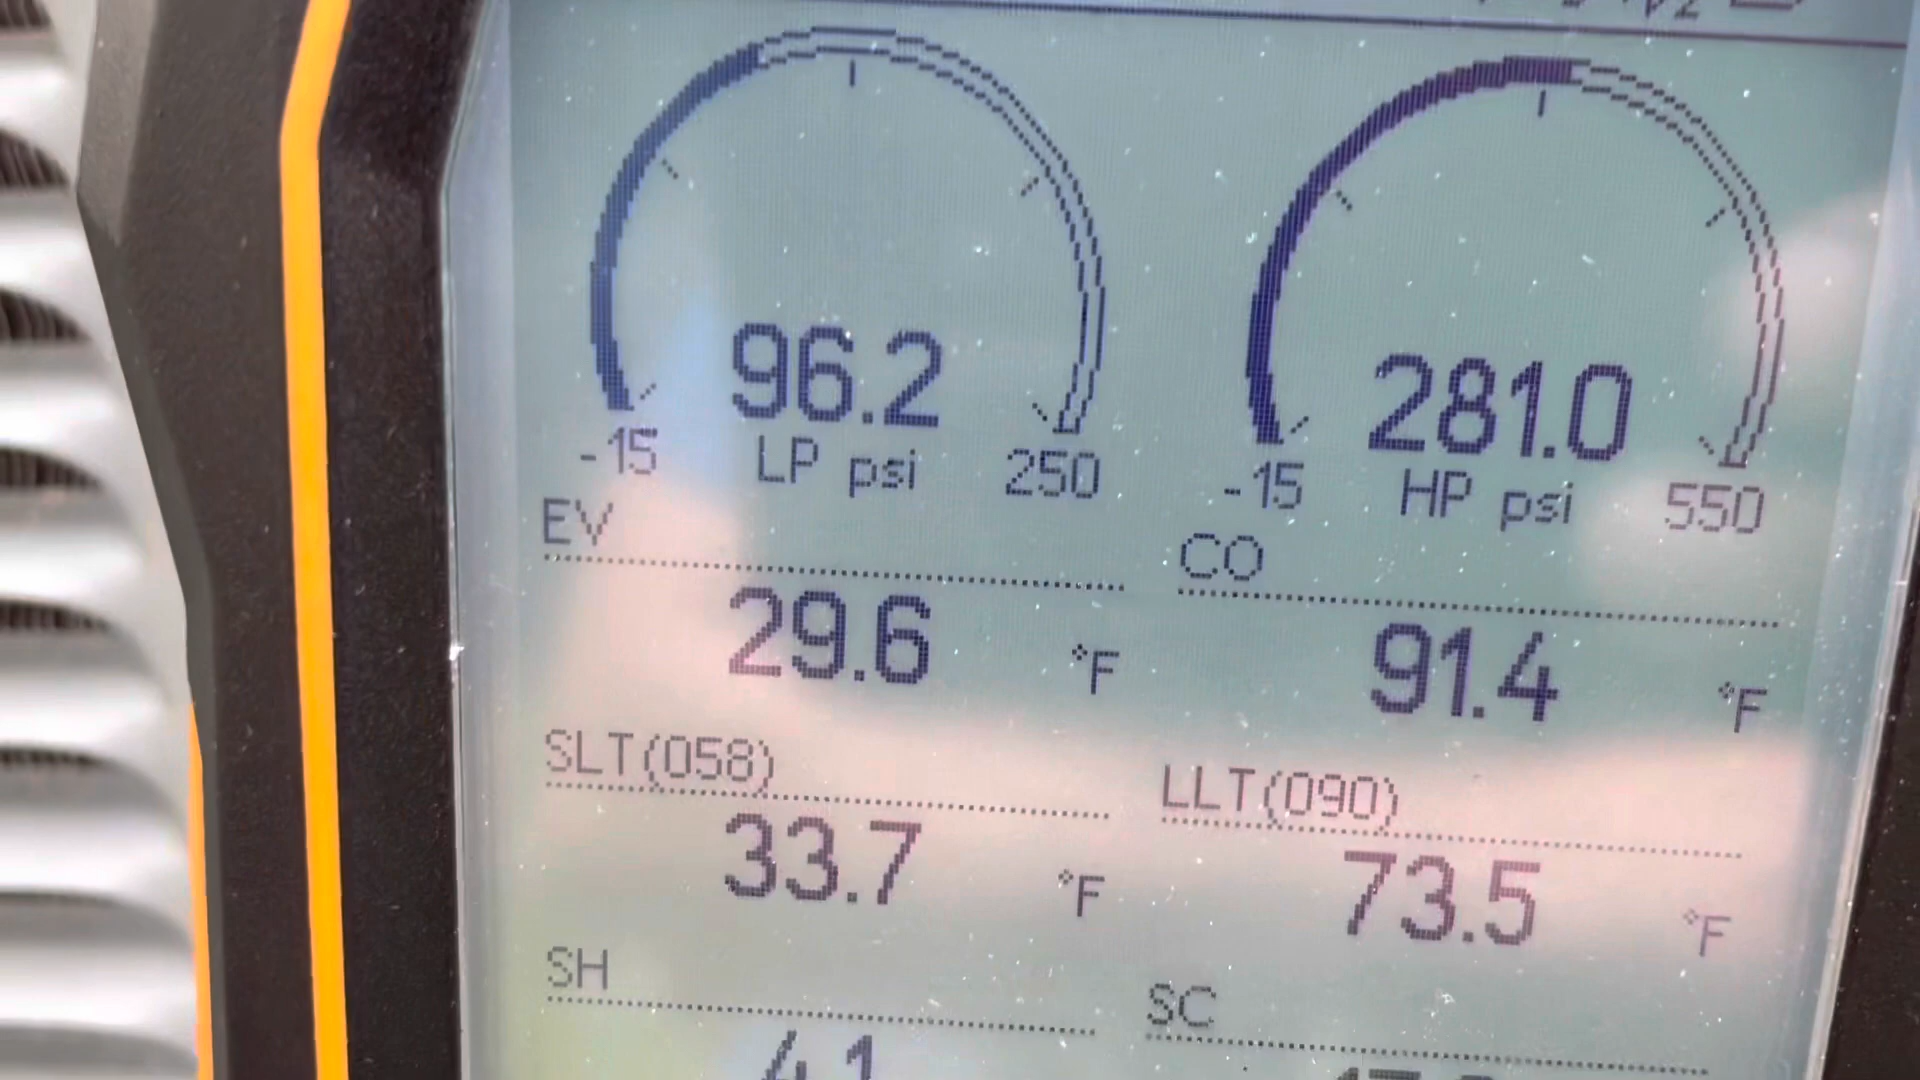 96.2 281.0
-15 LP psi 250 -15 HP psi 550
EV CO
29.6 °F 91.4 °F
SLT(058) LLT(090)
33.7 °F 73.5 °F
SH SC
4.1